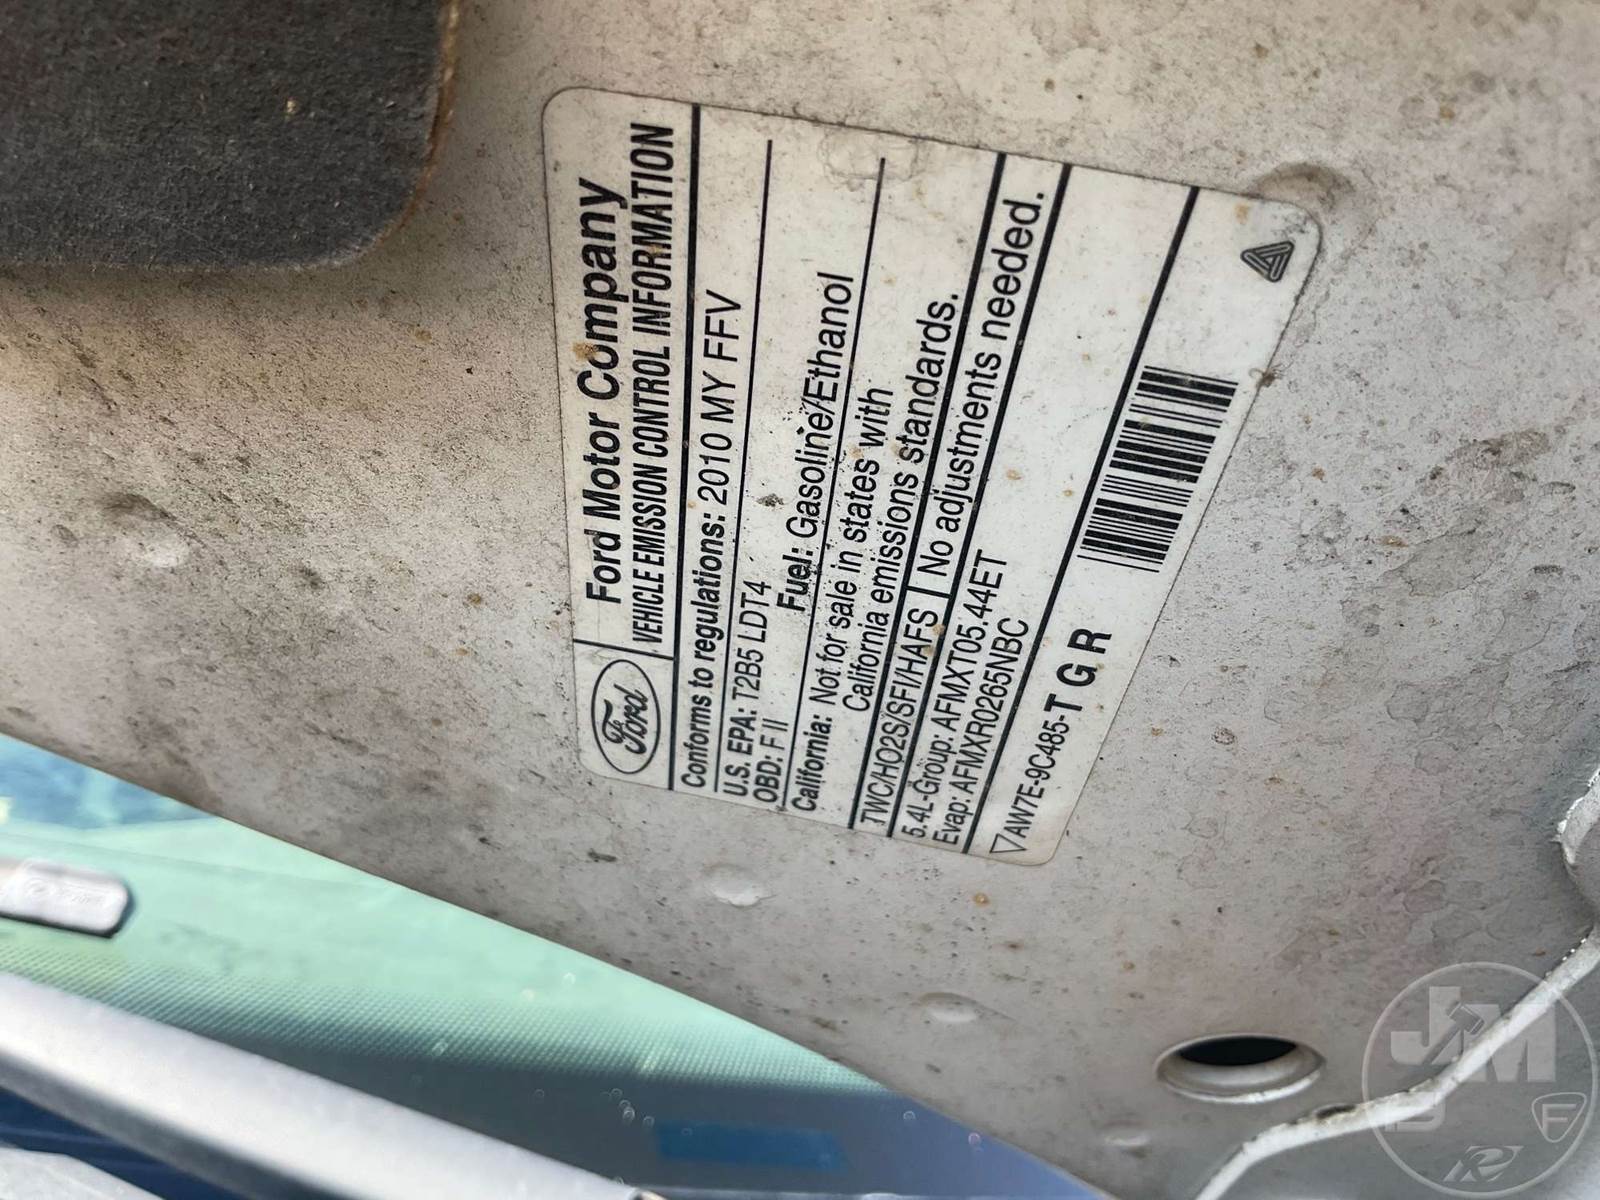 Ford
Ford Motor Company
VEHICLE EMISSION CONTROL INFORMATION
Conforms to regulations: 2010 MY FFV
U.S. EPA: T2B5 LDT4
OBD: F II
Fuel: Gasoline/Ethanol
California: Not for sale in states with
California emissions standards.
TWC/HO2S/SFI/HAFS
No adjustments needed.
5.4L-Group: AFMXT05.44ET
Evap: AFMXR0265NBC
AW7E-9C485-T G R
JM